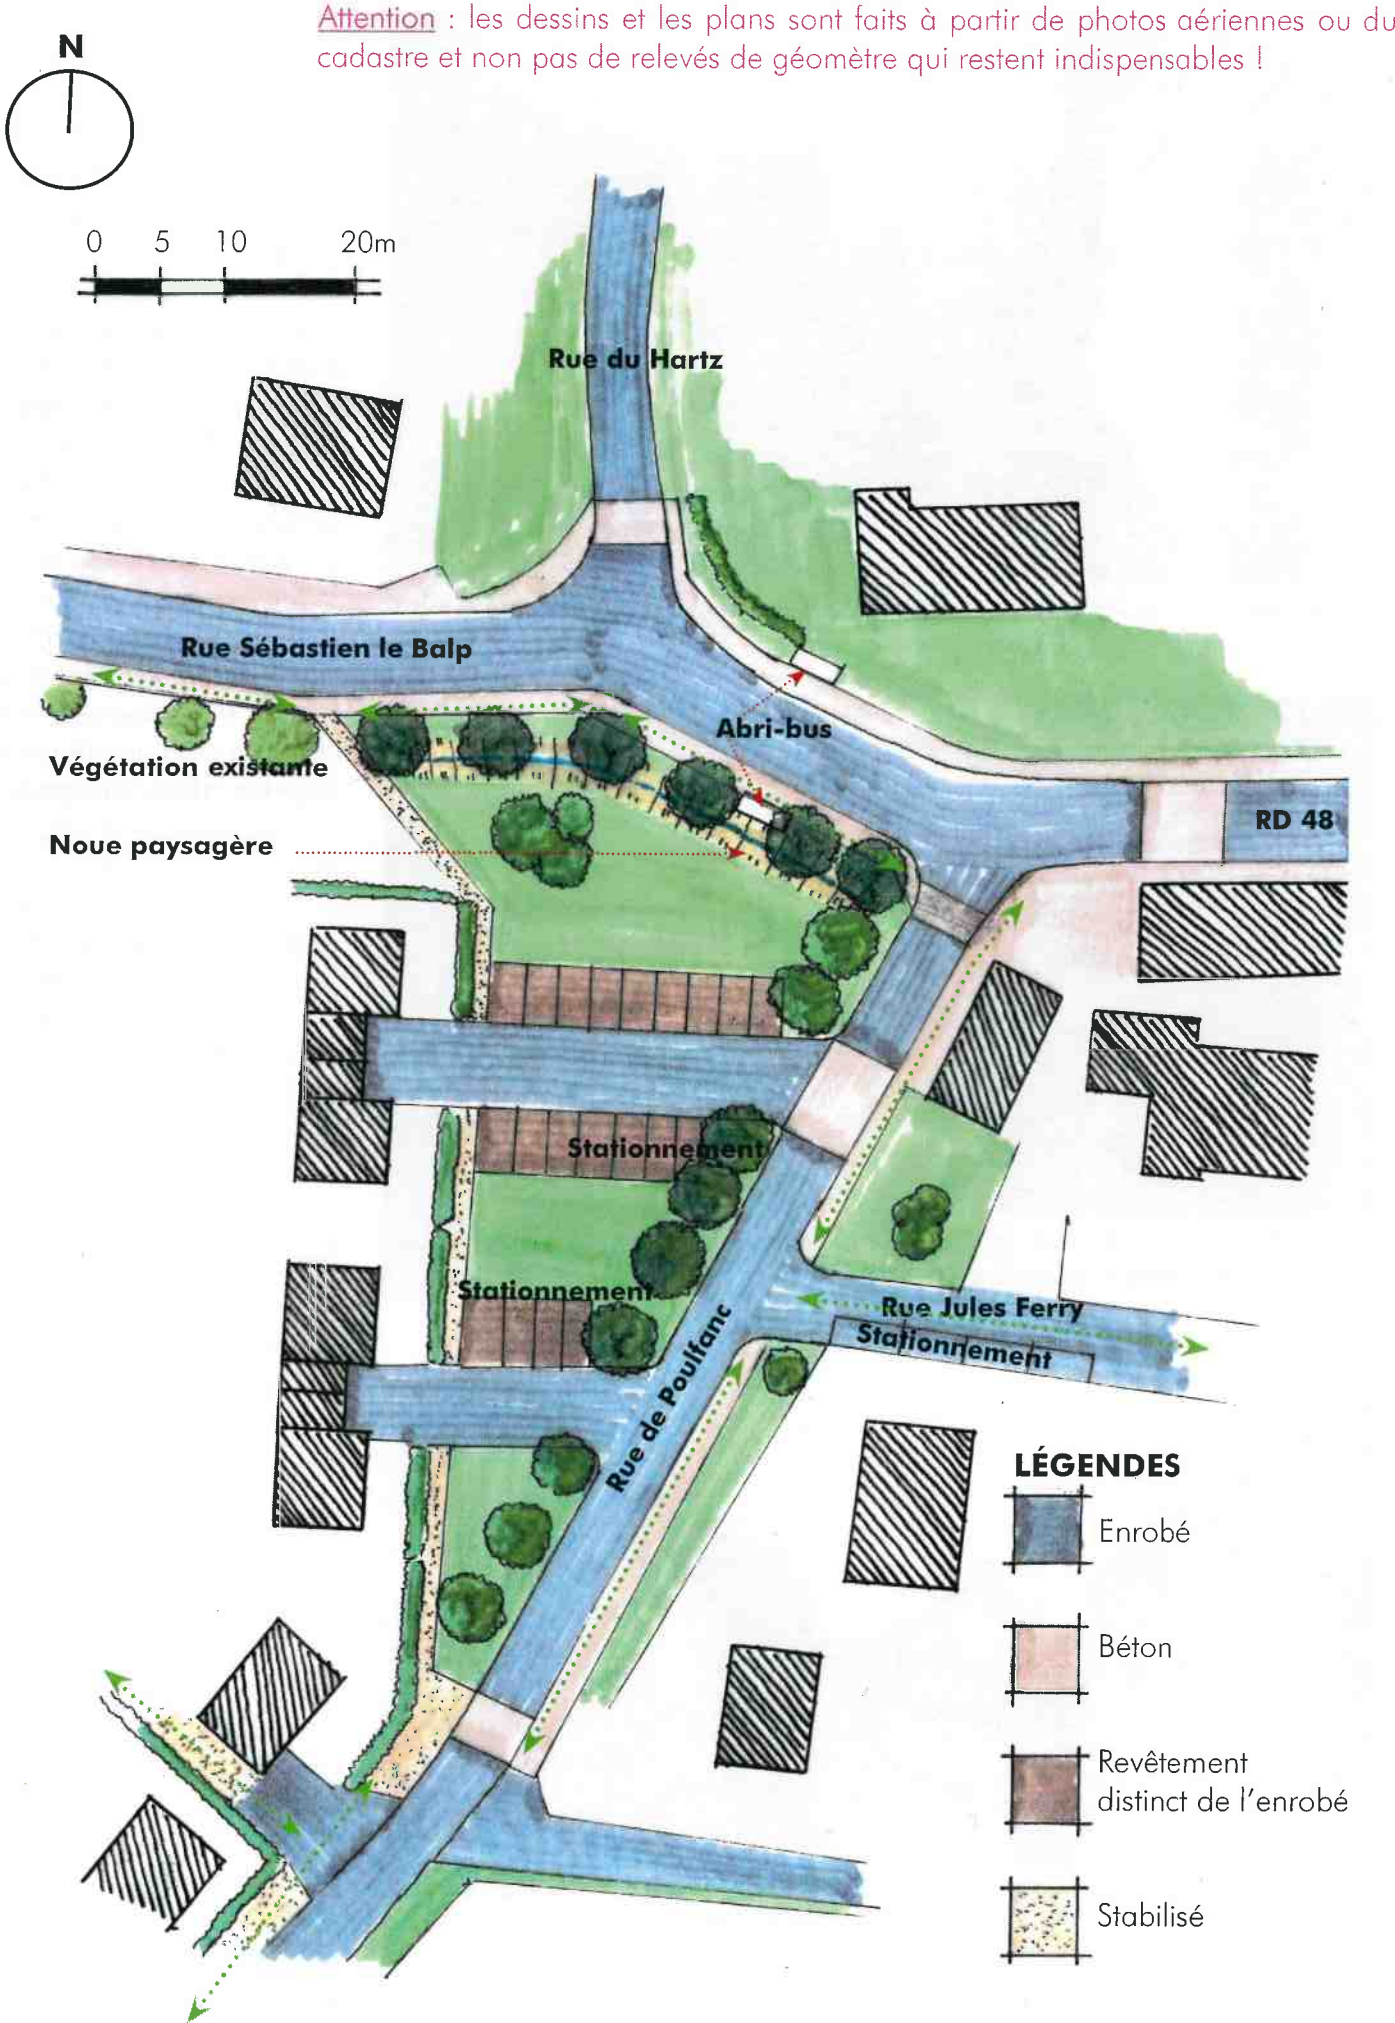 Attention : les dessins et les plans sont faits à partir de photos aériennes ou du
cadastre et non pas de relevés de géomètre qui restent indispensables !
N
0 5 10 20m
Rue du Hartz
Rue Sébastien le Balp
Abri-bus
Végétation existante
RD 48
Noue paysagère
Stationnement
Stationnement
Rue Jules Ferry
Stationnement
Rue de Poulfanc
LÉGENDES
Enrobé
Béton
Revêtement
distinct de l'enrobé
Stabilisé